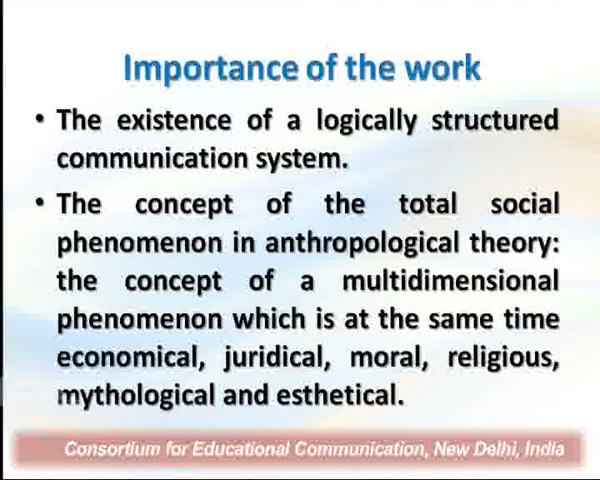 Importance of the work
• The existence of a logically structured
communication system.
• The concept of the total social
phenomenon in anthropological theory:
the concept of a multidimensional
phenomenon which is at the same time
economical, juridical, moral, religious,
mythological and esthetical.
Consortium for Educational Communication, New Delhi, India